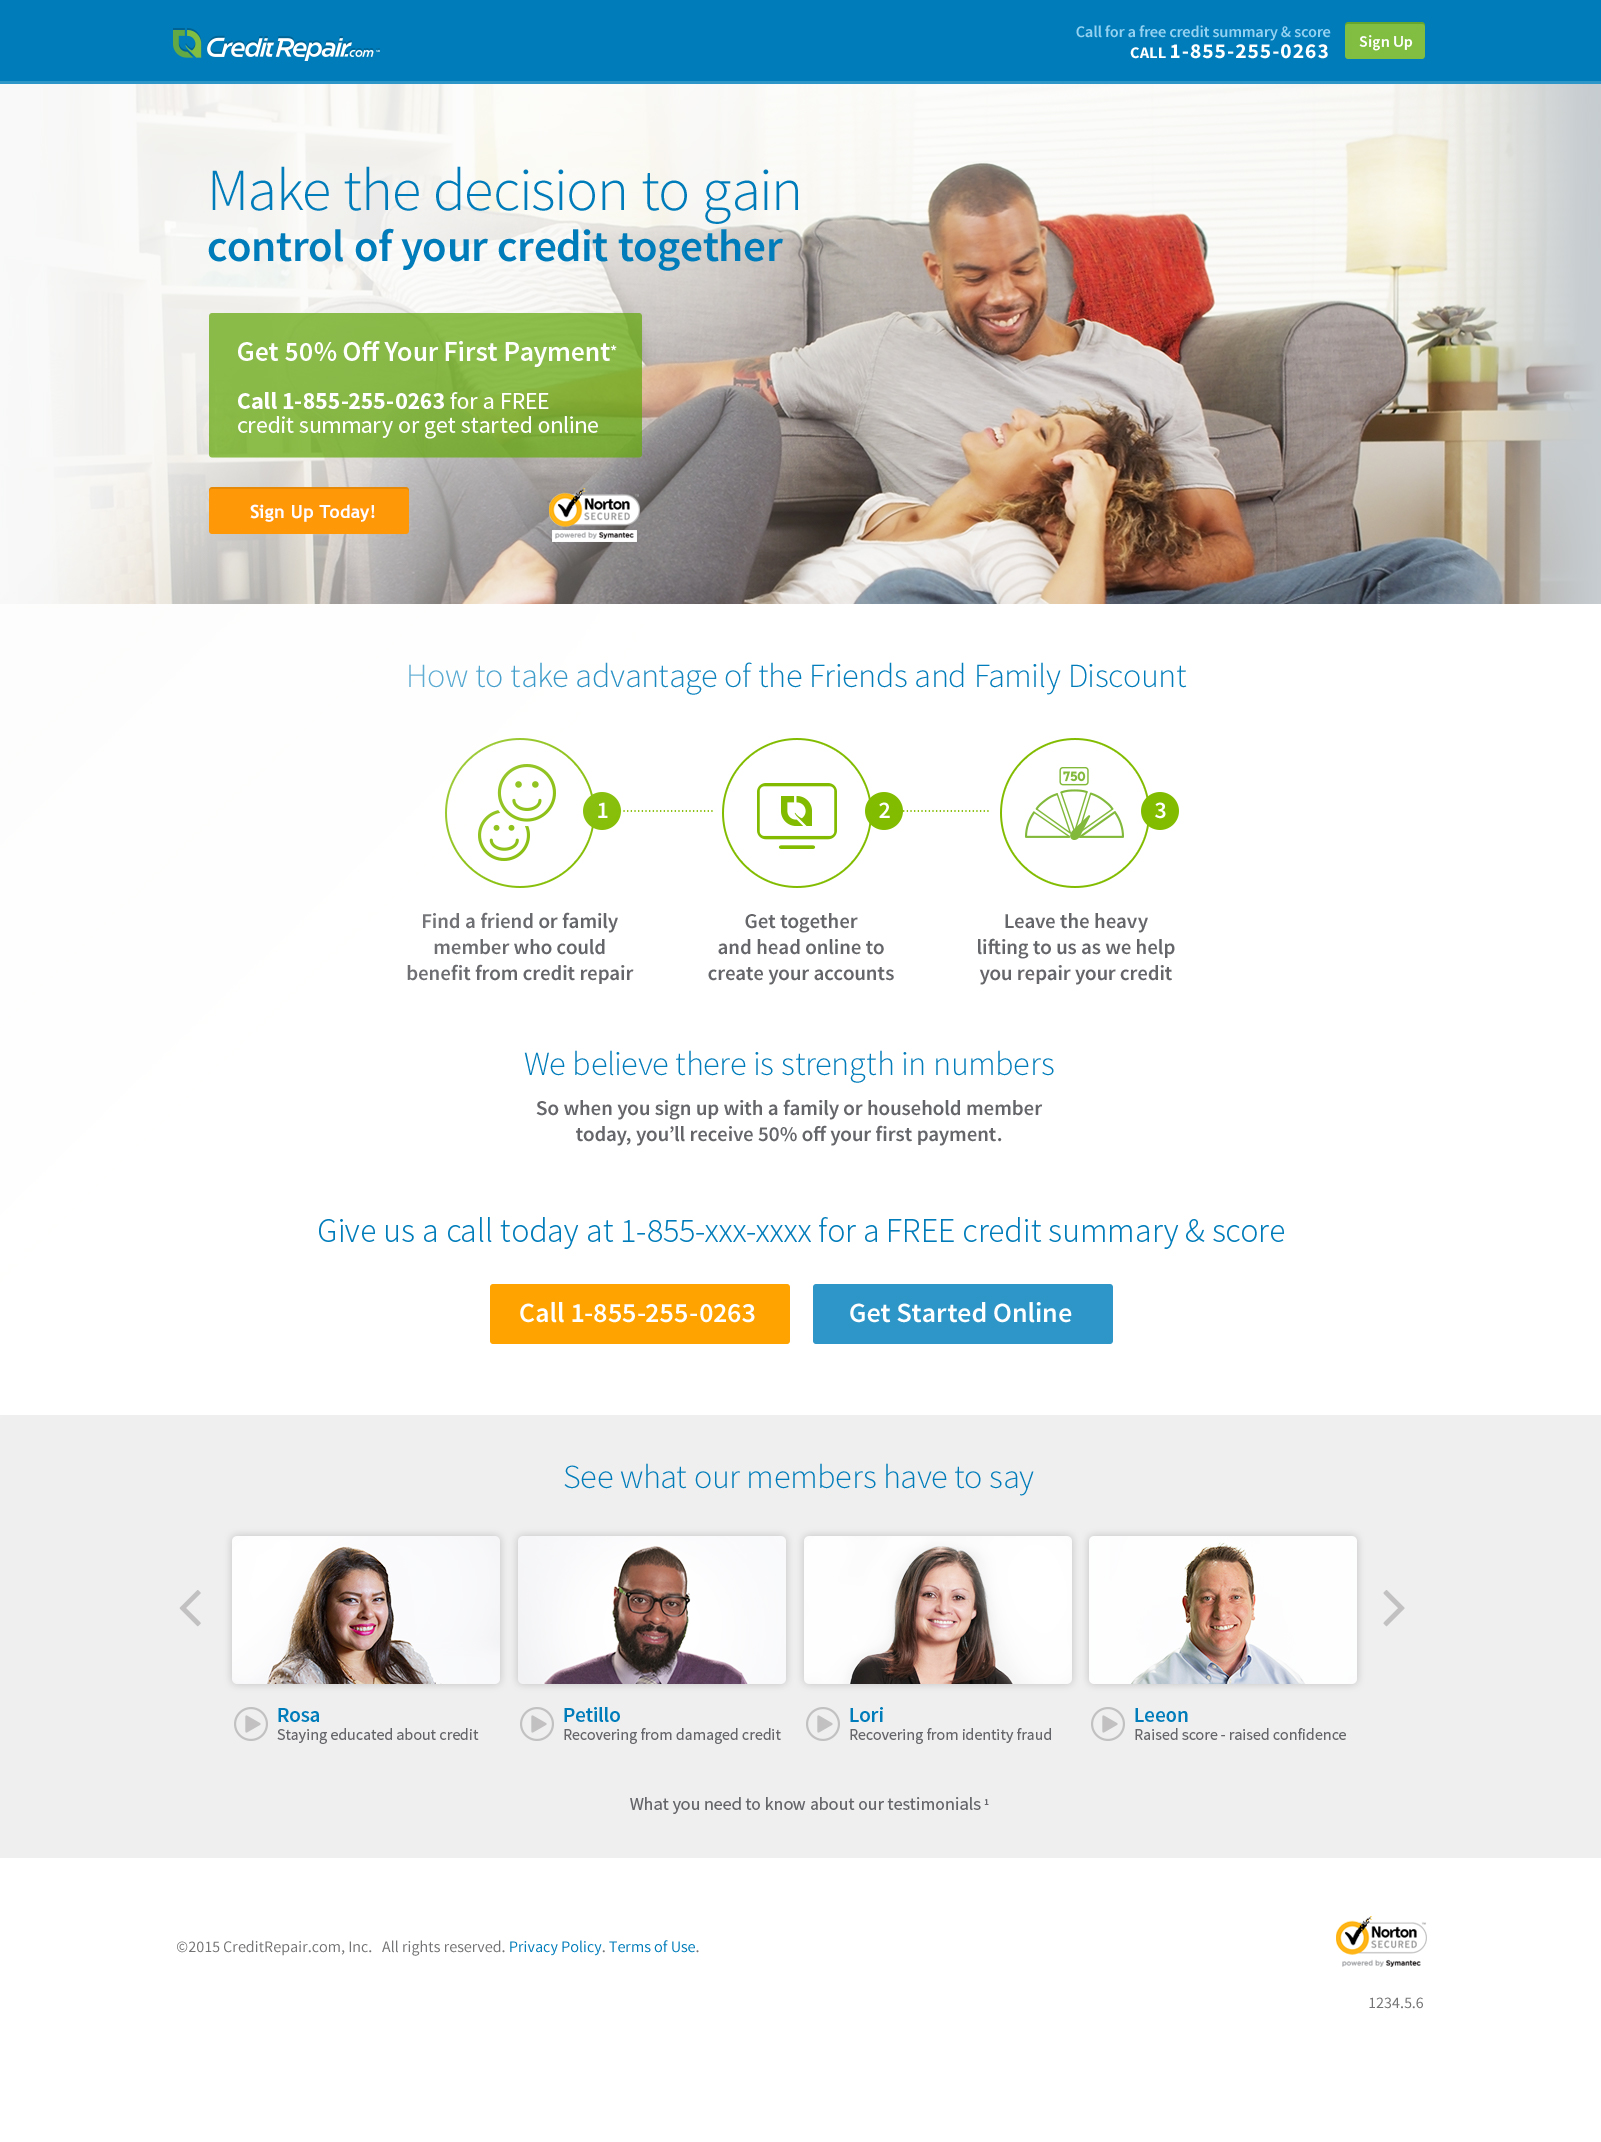 CreditRepair.com
Call for a free credit summary & score
CALL 1-855-255-0263
Sign Up
Make the decision to gain
control of your credit together
Get 50% Off Your First Payment*
Call 1-855-255-0263 for a FREE
credit summary or get started online
Sign Up Today!
Norton
SECURED
powered by Symantec
How to take advantage of the Friends and Family Discount
1
2
750
3
Find a friend or family
member who could
benefit from credit repair
Get together
and head online to
create your accounts
Leave the heavy
lifting to us as we help
you repair your credit
We believe there is strength in numbers
So when you sign up with a family or household member
today, you’ll receive 50% off your first payment.
Give us a call today at 1-855-xxx-xxxx for a FREE credit summary & score
Call 1-855-255-0263
Get Started Online
See what our members have to say
Rosa
Staying educated about credit
Petillo
Recovering from damaged credit
Lori
Recovering from identity fraud
Leeon
Raised score - raised confidence
What you need to know about our testimonials ¹
©2015 CreditRepair.com, Inc. All rights reserved. Privacy Policy. Terms of Use.
Norton
SECURED
powered by Symantec
1234.5.6